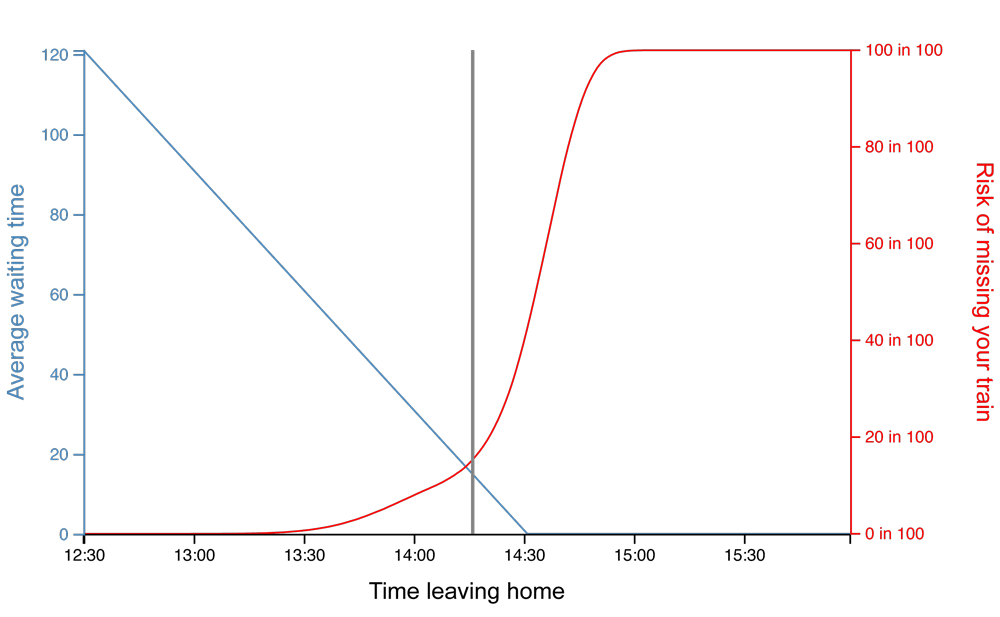 Average waiting time
120
100
80
60
40
20
0
100 in 100
80 in 100
60 in 100
40 in 100
20 in 100
0 in 100
Risk of missing your train
12:30 13:00 13:30 14:00 14:30 15:00 15:30
Time leaving home